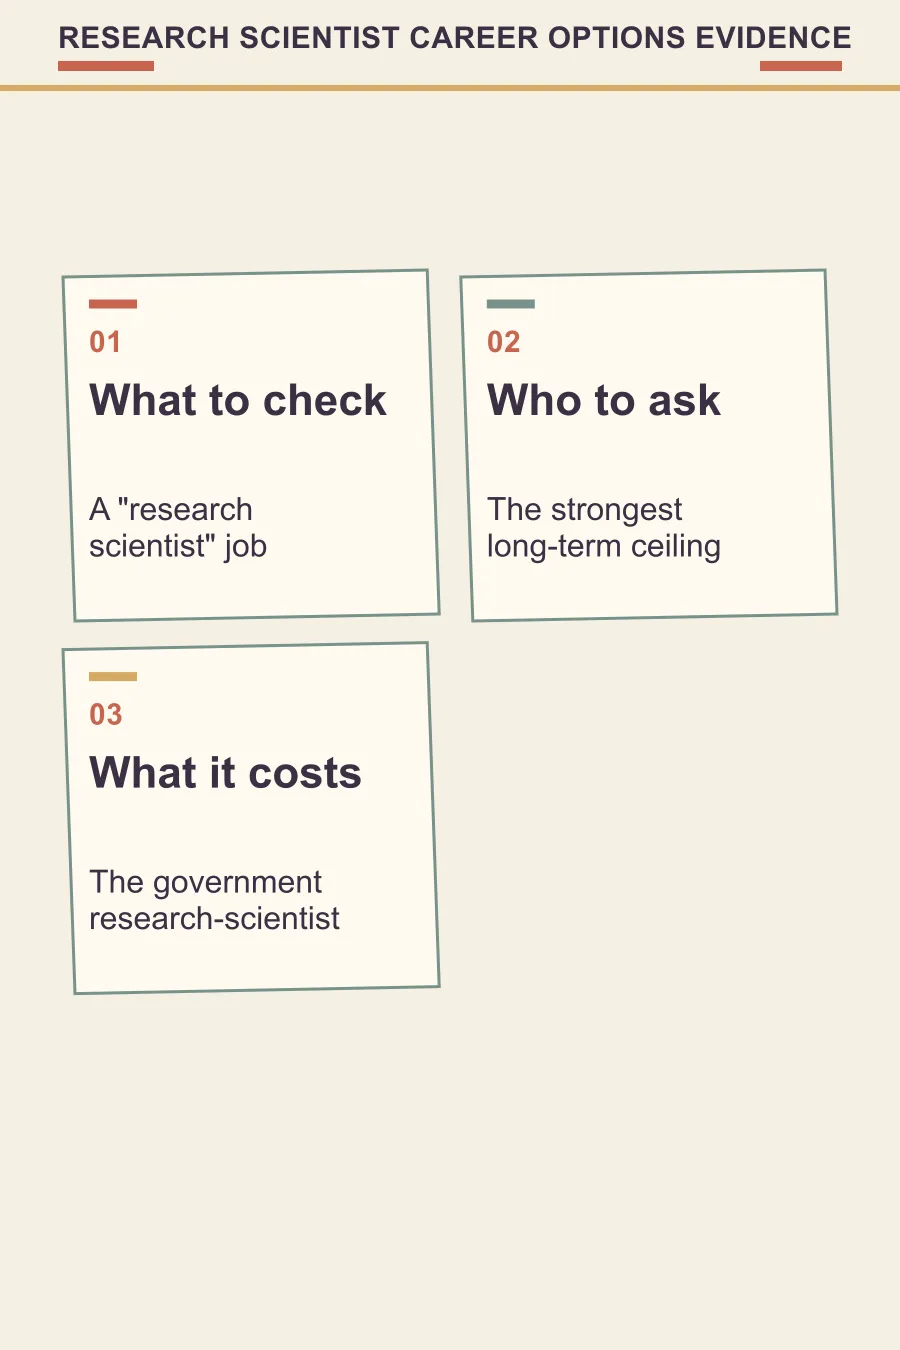 RESEARCH SCIENTIST CAREER OPTIONS EVIDENCE
01
What to check
A "research
scientist" job
02
Who to ask
The strongest
long-term ceiling
03
What it costs
The government
research-scientist